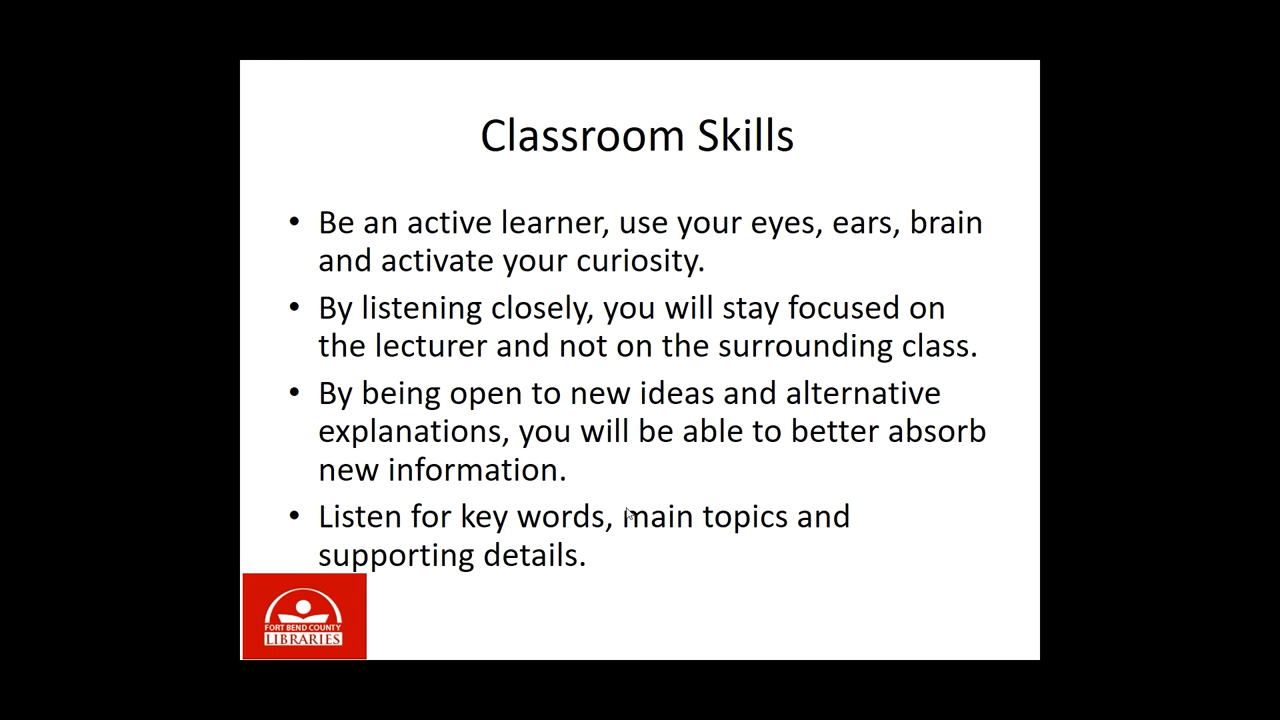 Classroom Skills
• Be an active learner, use your eyes, ears, brain
and activate your curiosity.
• By listening closely, you will stay focused on
the lecturer and not on the surrounding class.
• By being open to new ideas and alternative
explanations, you will be able to better absorb
new information.
• Listen for key words, main topics and
supporting details.
FORT BEND COUNTY
LIBRARIES